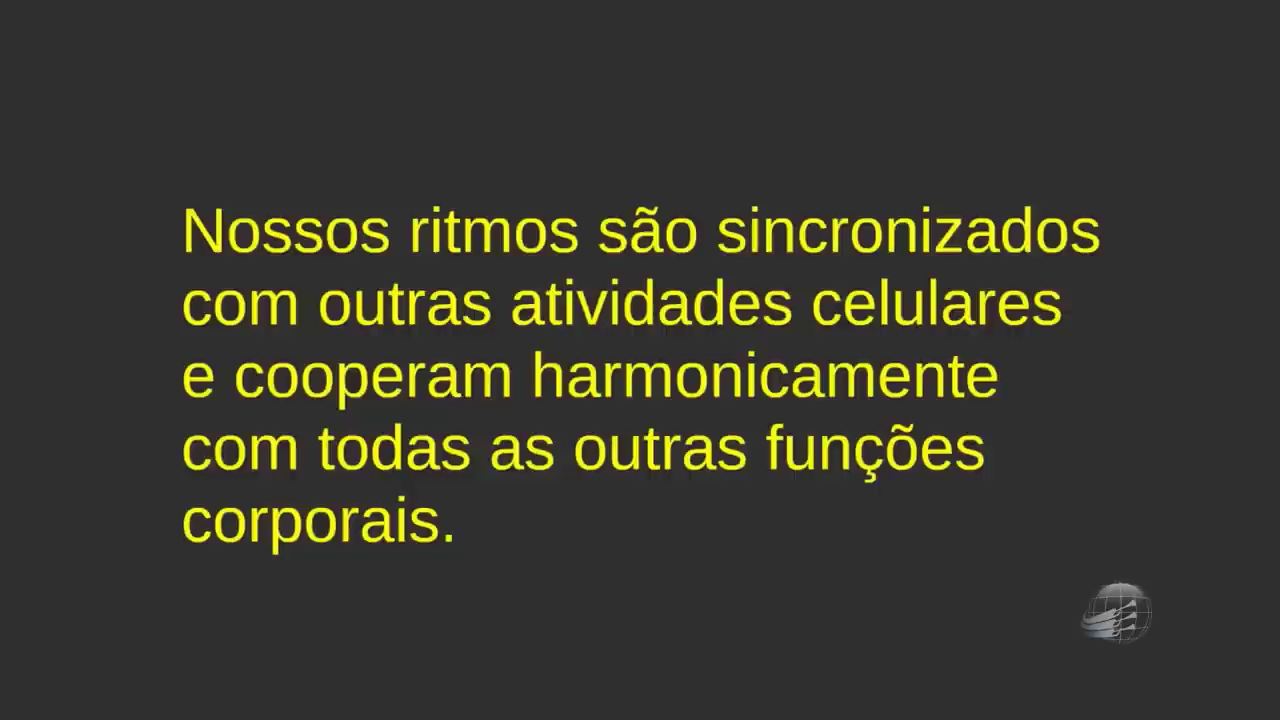 Nossos ritmos são sincronizados
com outras atividades celulares
e cooperam harmonicamente
com todas as outras funções
corporais.